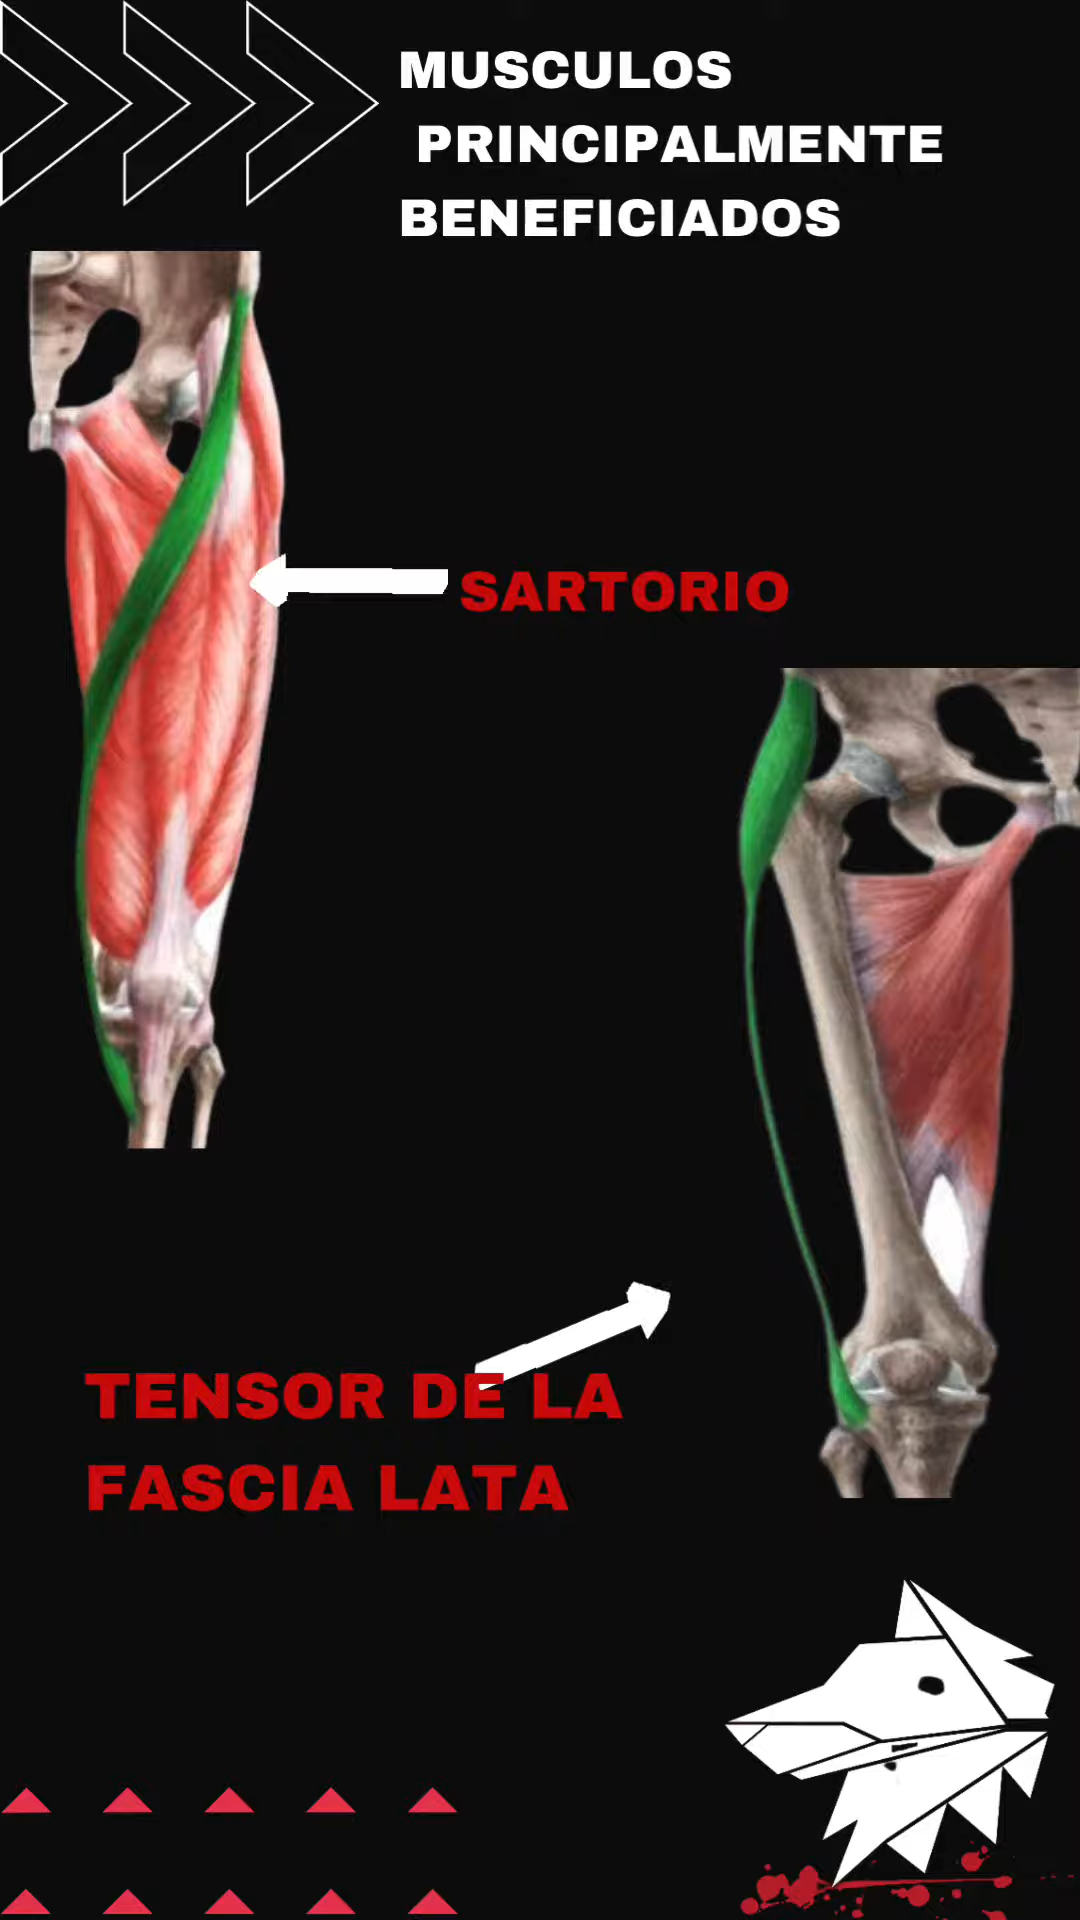 MUSCULOS
PRINCIPALMENTE
BENEFICIADOS
SARTORIO
TENSOR DE LA
FASCIA LATA